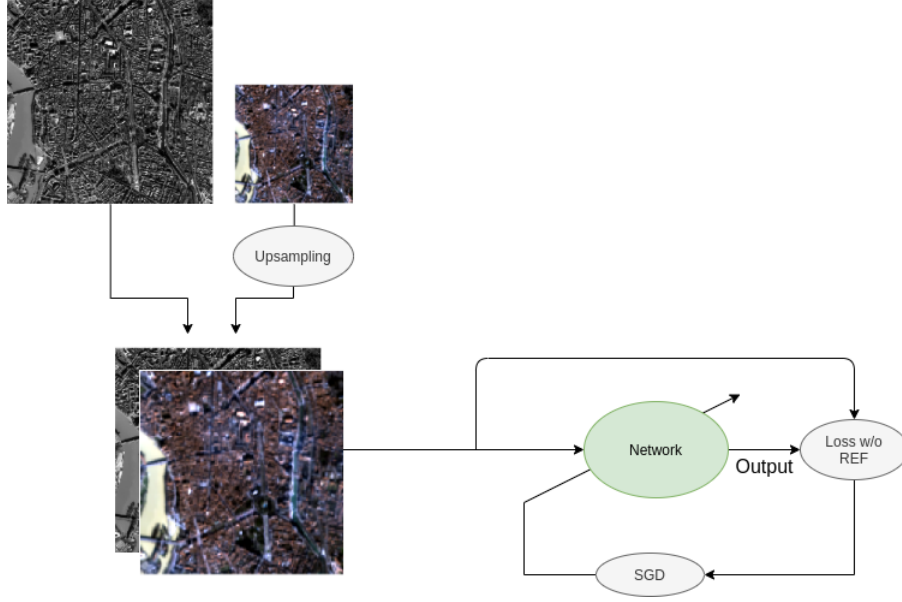 Upsampling
Network
Output
Loss w/o
REF
SGD